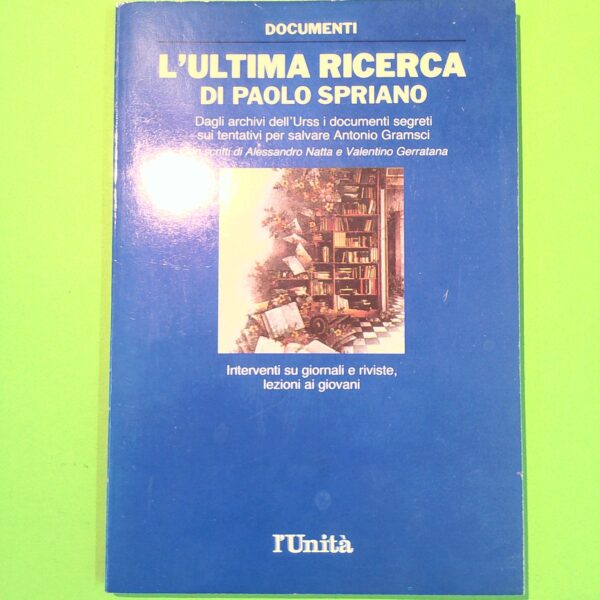 DOCUMENTI
L'ULTIMA RICERCA
DI PAOLO SPRIANO
Dagli archivi dell'Urss i documenti segreti
sui tentativi per salvare Antonio Gramsci
scritti di Alessandro Natta e Valentino Gerratana
Interventi su giornali e riviste,
lezioni ai giovani
l'Unità